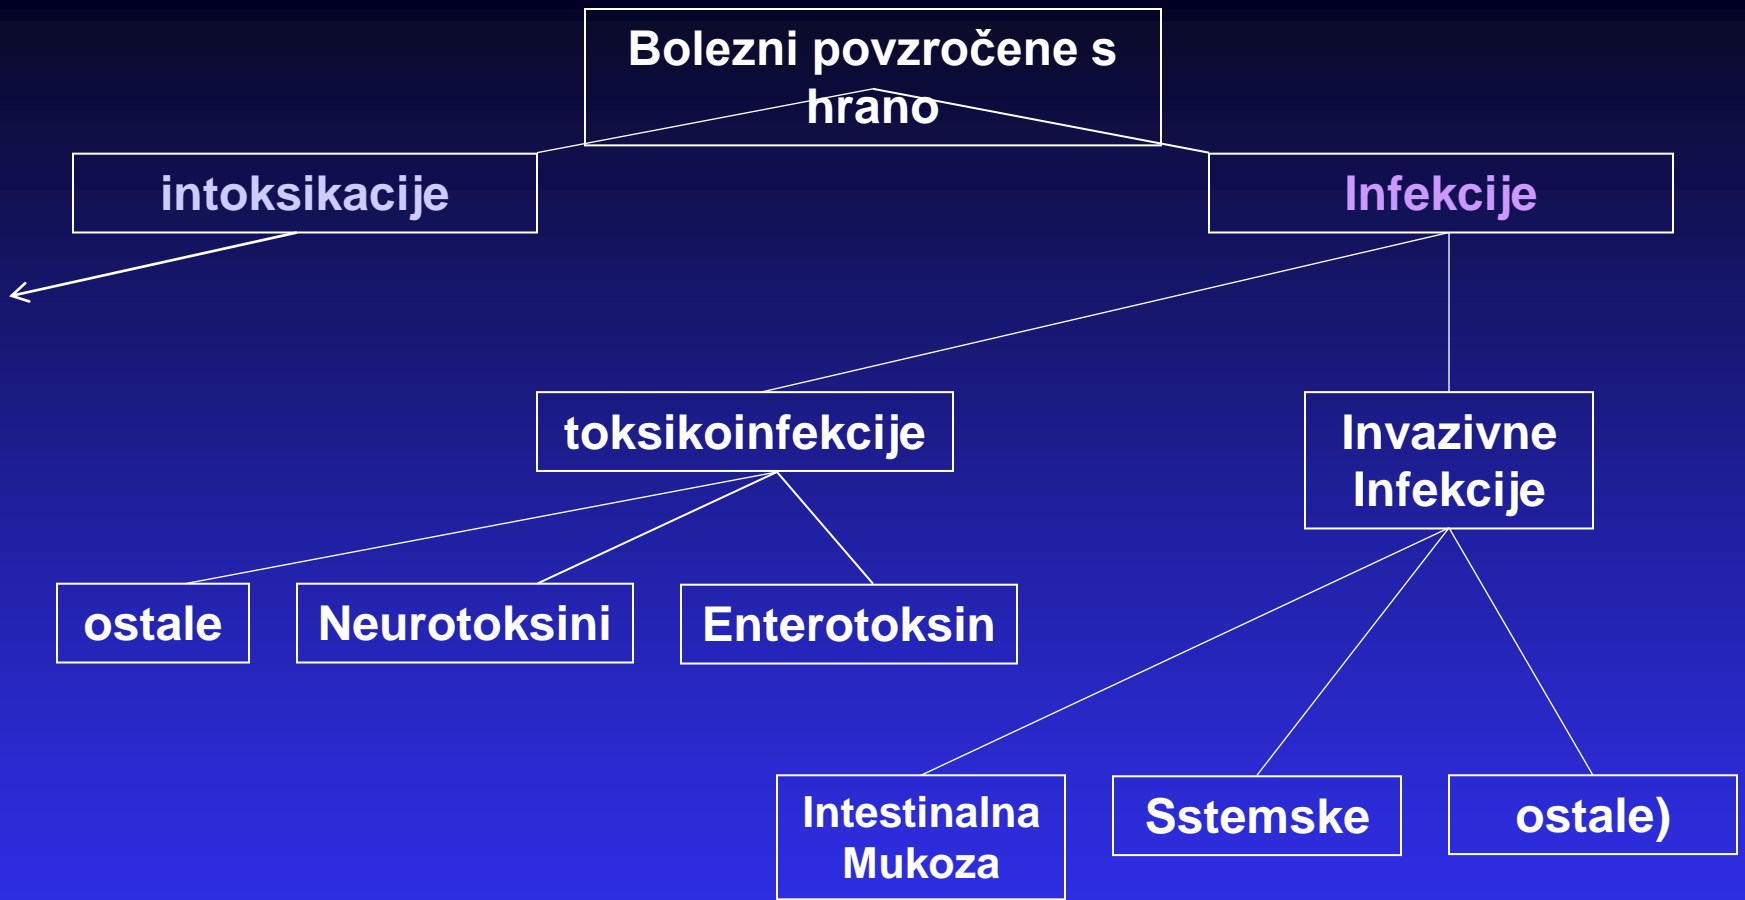 Bolezni povzročene s
hrano
intoksikacije
Infekcije
toksikoinfekcije
Invazivne
Infekcije
ostale
Neurotoksini
Enterotoksin
Intestinalna
Mukoza
Sstemske
ostale)